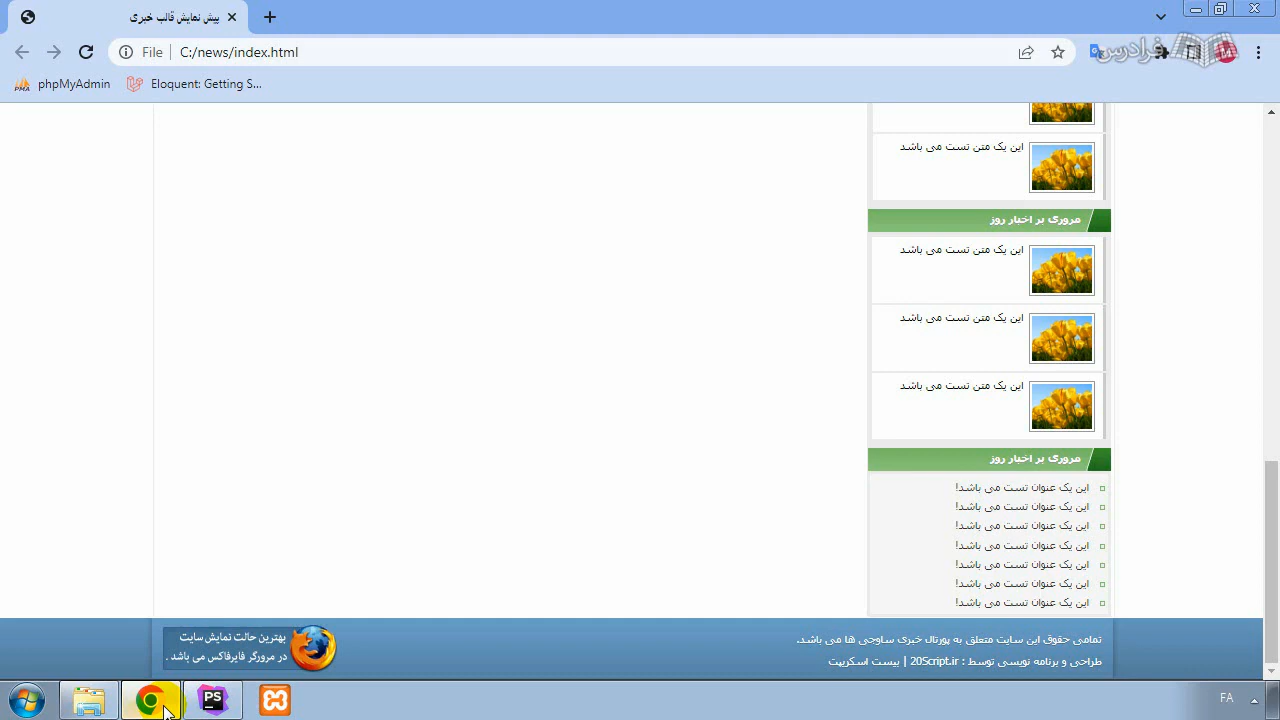 پیش نمایش قالب خبری
File
C:/news/index.html
فرادرس
M
phpMyAdmin
Eloquent: Getting S...
این یک متن تست می باشد
مروری بر اخبار روز
این یک متن تست می باشد
این یک متن تست می باشد
این یک متن تست می باشد
مروری بر اخبار روز
این یک عنوان تست می باشد!
این یک عنوان تست می باشد!
این یک عنوان تست می باشد!
این یک عنوان تست می باشد!
این یک عنوان تست می باشد!
این یک عنوان تست می باشد!
این یک عنوان تست می باشد!
تمامی حقوق این سایت متعلق به پورتال خبری ساوجی ها می باشد.
طراحی و برنامه نویسی توسط : 20Script.ir | بیست اسکریپت
بهترین حالت نمایش سایت
در مرورگر فایرفاکس می باشد .
PMA
PS
FA